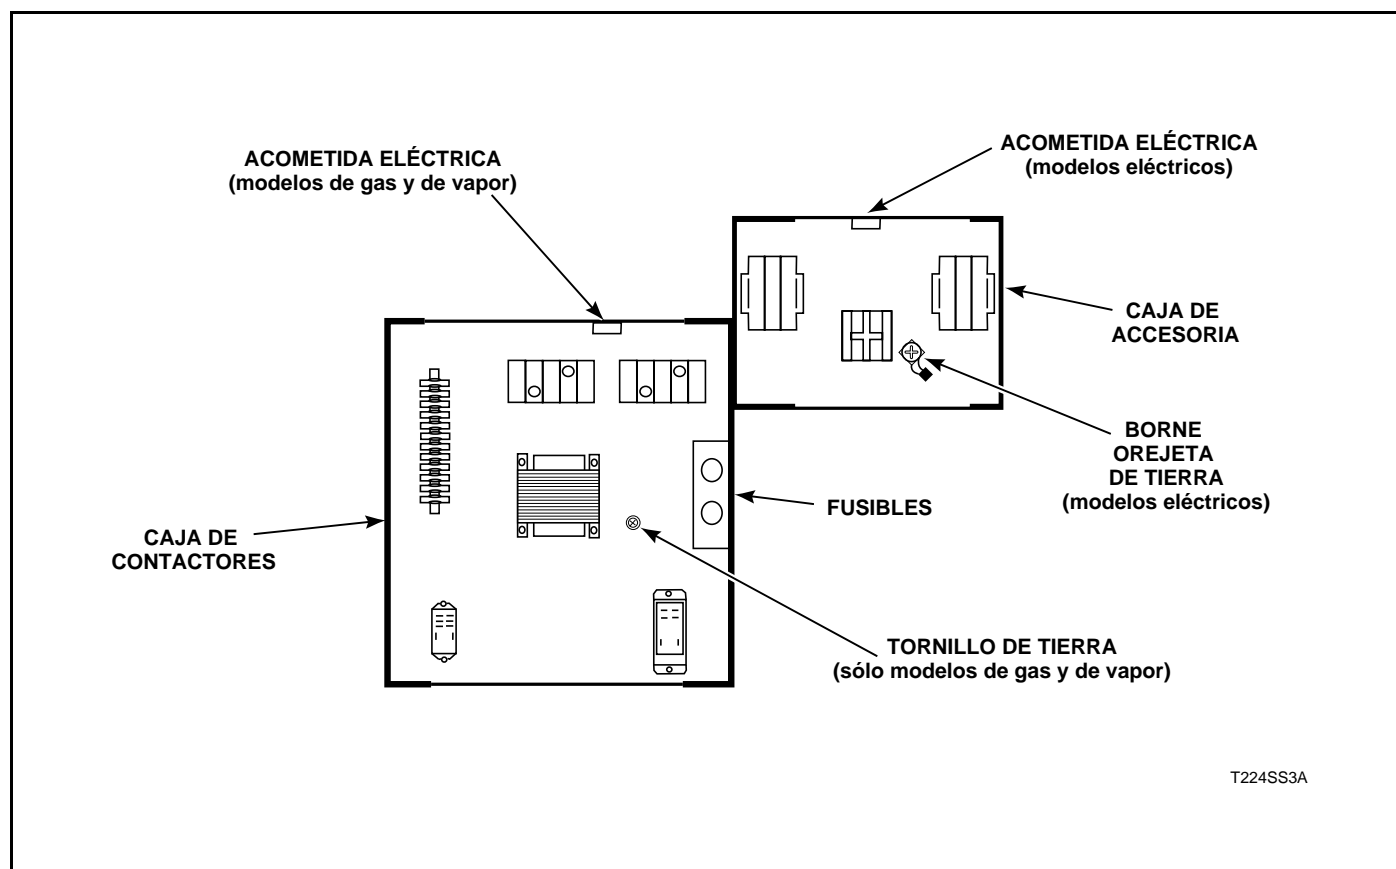 ACOMETIDA ELÉCTRICA
(modelos de gas y de vapor)
ACOMETIDA ELÉCTRICA
(modelos eléctricos)
CAJA DE
ACCESORIA
BORNE
OREJETA
DE TIERRA
(modelos eléctricos)
FUSIBLES
CAJA DE
CONTACTORES
TORNILLO DE TIERRA
(sólo modelos de gas y de vapor)
T224SS3A